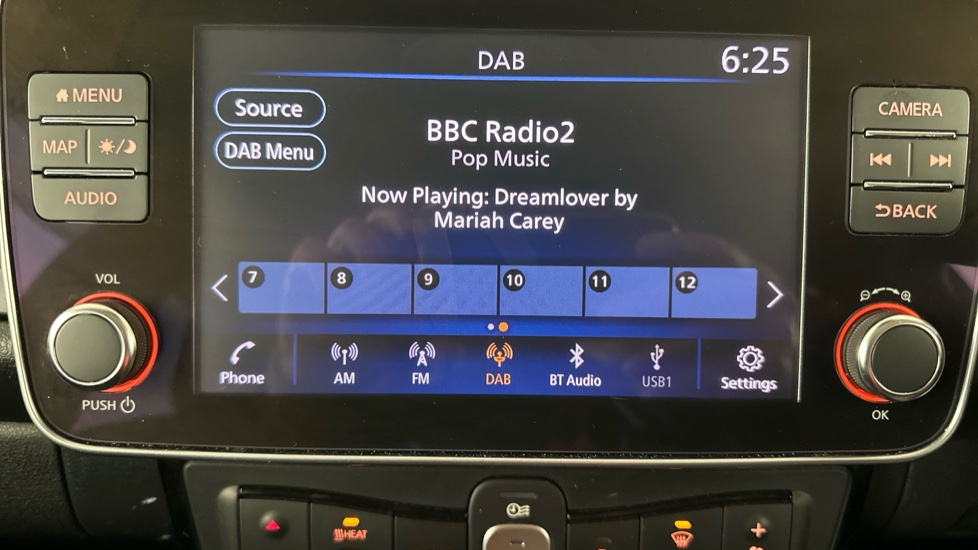 DAB
6:25
MENU
MAP
AUDIO
Source
DAB Menu
BBC Radio2
Pop Music
Now Playing: Dreamlover by
Mariah Carey
CAMERA
BACK
7 8 9 10 11 12
VOL
PUSH
Phone AM FM DAB BT Audio USB1 Settings
OK
HEAT